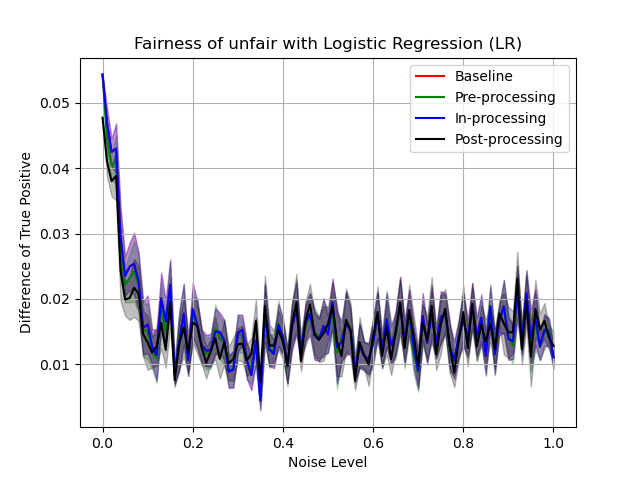 Fairness of unfair with Logistic Regression (LR)
Baseline
Pre-processing
In-processing
Post-processing
Difference of True Positive
0.05
0.04
0.03
0.02
0.01
0.0 0.2 0.4 0.6 0.8 1.0
Noise Level